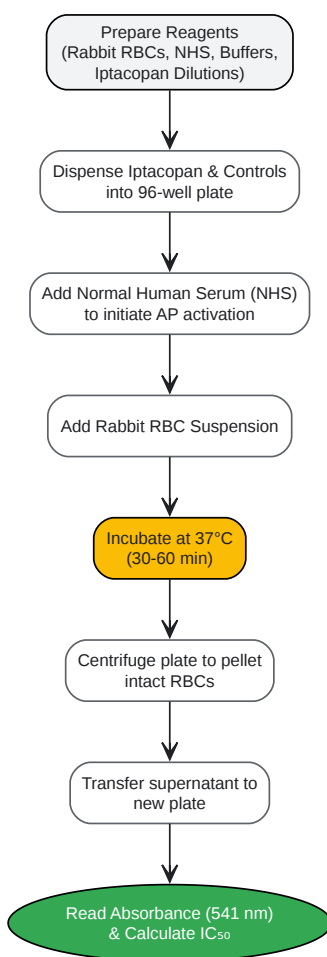 Prepare Reagents
(Rabbit RBCs, NHS, Buffers,
Iptacopan Dilutions)
Dispense Iptacopan & Controls
into 96-well plate
Add Normal Human Serum (NHS)
to initiate AP activation
Add Rabbit RBC Suspension
Incubate at 37°C
(30-60 min)
Centrifuge plate to pellet
intact RBCs
Transfer supernatant to
new plate
Read Absorbance (541 nm)
& Calculate IC₅₀